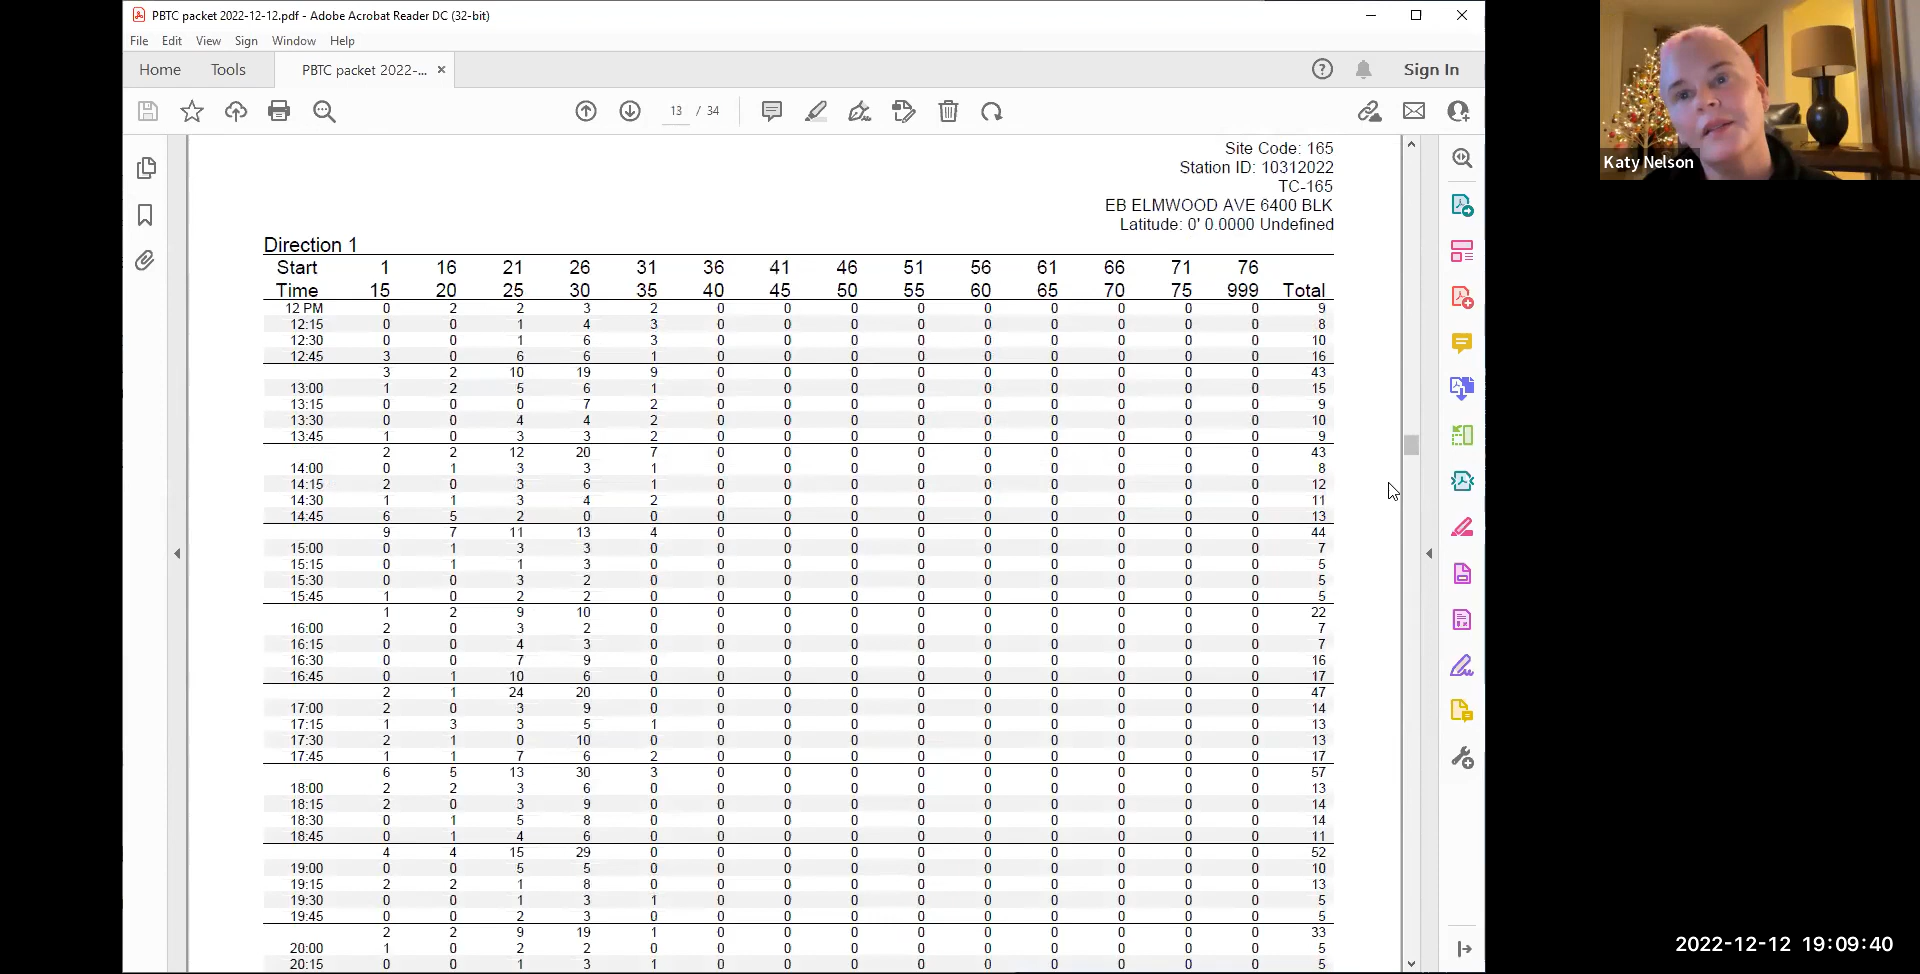 PBTC packet 2022-12-12.pdf - Adobe Acrobat Reader DC (32-bit)
File Edit View Sign Window Help
Home Tools PBTC packet 2022-... × Sign In
13 / 34
Site Code: 165
Station ID: 10312022
TC-165
EB ELMWOOD AVE 6400 BLK
Latitude: 0' 0.0000 Undefined
Direction 1
Start 1 16 21 26 31 36 41 46 51 56 61 66 71 76
Time 15 20 25 30 35 40 45 50 55 60 65 70 75 999 Total
12 PM 0 2 2 3 2 0 0 0 0 0 0 0 0 0 9
12:15 0 0 1 4 3 0 0 0 0 0 0 0 0 0 8
12:30 0 0 1 6 3 0 0 0 0 0 0 0 0 0 10
12:45 3 0 6 6 1 0 0 0 0 0 0 0 0 0 16
3 2 10 19 9 0 0 0 0 0 0 0 0 0 43
13:00 1 2 5 6 1 0 0 0 0 0 0 0 0 0 15
13:15 0 0 0 7 2 0 0 0 0 0 0 0 0 0 9
13:30 0 0 4 4 2 0 0 0 0 0 0 0 0 0 10
13:45 1 0 3 3 2 0 0 0 0 0 0 0 0 0 9
2 2 12 20 7 0 0 0 0 0 0 0 0 0 43
14:00 0 1 3 3 1 0 0 0 0 0 0 0 0 0 8
14:15 2 0 3 6 1 0 0 0 0 0 0 0 0 0 12
14:30 1 1 3 4 2 0 0 0 0 0 0 0 0 0 11
14:45 6 5 2 0 0 0 0 0 0 0 0 0 0 0 13
9 7 11 13 4 0 0 0 0 0 0 0 0 0 44
15:00 0 1 3 3 0 0 0 0 0 0 0 0 0 0 7
15:15 0 1 1 3 0 0 0 0 0 0 0 0 0 0 5
15:30 0 0 3 2 0 0 0 0 0 0 0 0 0 0 5
15:45 1 0 2 2 0 0 0 0 0 0 0 0 0 0 5
1 2 9 10 0 0 0 0 0 0 0 0 0 0 22
16:00 2 0 3 2 0 0 0 0 0 0 0 0 0 0 7
16:15 0 0 4 3 0 0 0 0 0 0 0 0 0 0 7
16:30 0 0 7 9 0 0 0 0 0 0 0 0 0 0 16
16:45 0 1 10 6 0 0 0 0 0 0 0 0 0 0 17
2 1 24 20 0 0 0 0 0 0 0 0 0 0 47
17:00 2 0 3 9 0 0 0 0 0 0 0 0 0 0 14
17:15 1 3 3 5 1 0 0 0 0 0 0 0 0 0 13
17:30 2 1 0 10 0 0 0 0 0 0 0 0 0 0 13
17:45 1 1 7 6 2 0 0 0 0 0 0 0 0 0 17
6 5 13 30 3 0 0 0 0 0 0 0 0 0 57
18:00 2 2 3 6 0 0 0 0 0 0 0 0 0 0 13
18:15 2 0 3 9 0 0 0 0 0 0 0 0 0 0 14
18:30 0 1 5 8 0 0 0 0 0 0 0 0 0 0 14
18:45 0 1 4 6 0 0 0 0 0 0 0 0 0 0 11
4 4 15 29 0 0 0 0 0 0 0 0 0 0 52
19:00 0 0 5 5 0 0 0 0 0 0 0 0 0 0 10
19:15 2 2 1 8 0 0 0 0 0 0 0 0 0 0 13
19:30 0 0 1 3 1 0 0 0 0 0 0 0 0 0 5
19:45 0 0 2 3 0 0 0 0 0 0 0 0 0 0 5
2 2 9 19 1 0 0 0 0 0 0 0 0 0 33
20:00 1 0 2 2 0 0 0 0 0 0 0 0 0 0 5
20:15 0 0 1 3 1 0 0 0 0 0 0 0 0 0 5
Katy Nelson
2022-12-12 19:09:40